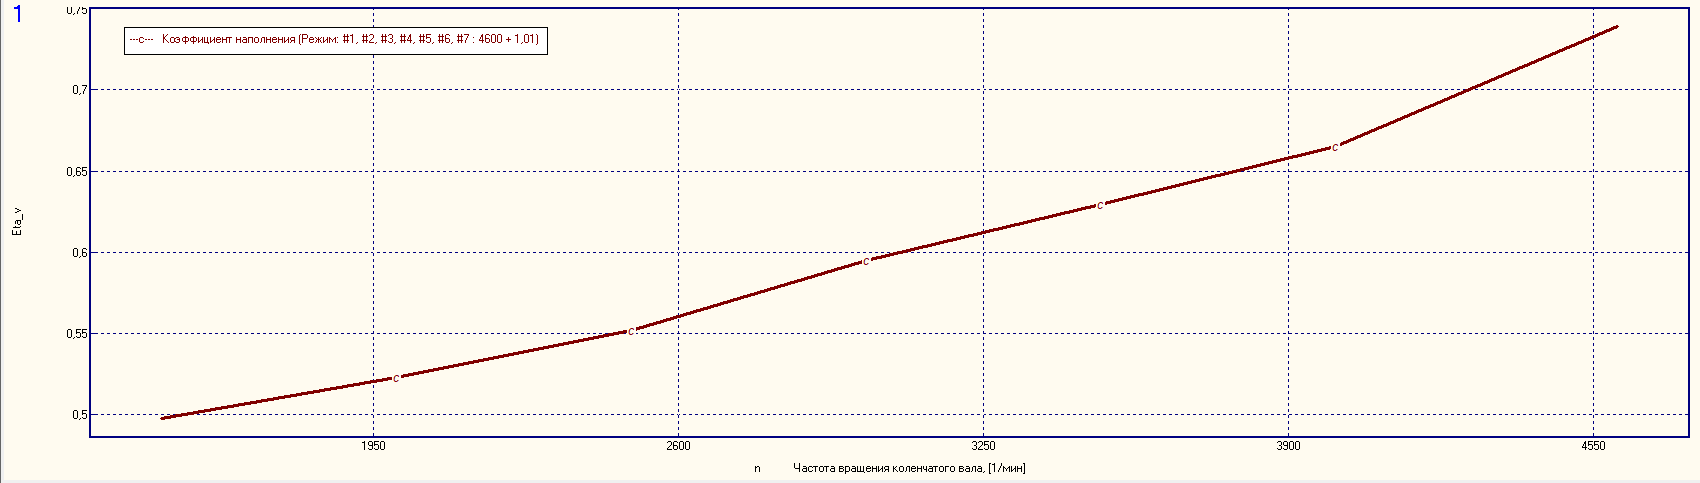 1
0,75
---c--- Коэффициент наполнения (Режим: #1, #2, #3, #4, #5, #6, #7 : 4600 + 1,01)
0,7
0,65
0,6
0,55
0,5
Eta_v
c
c
c
c
c
1950 2600 3250 3900 4550
n Частота вращения коленчатого вала, [1/мин]